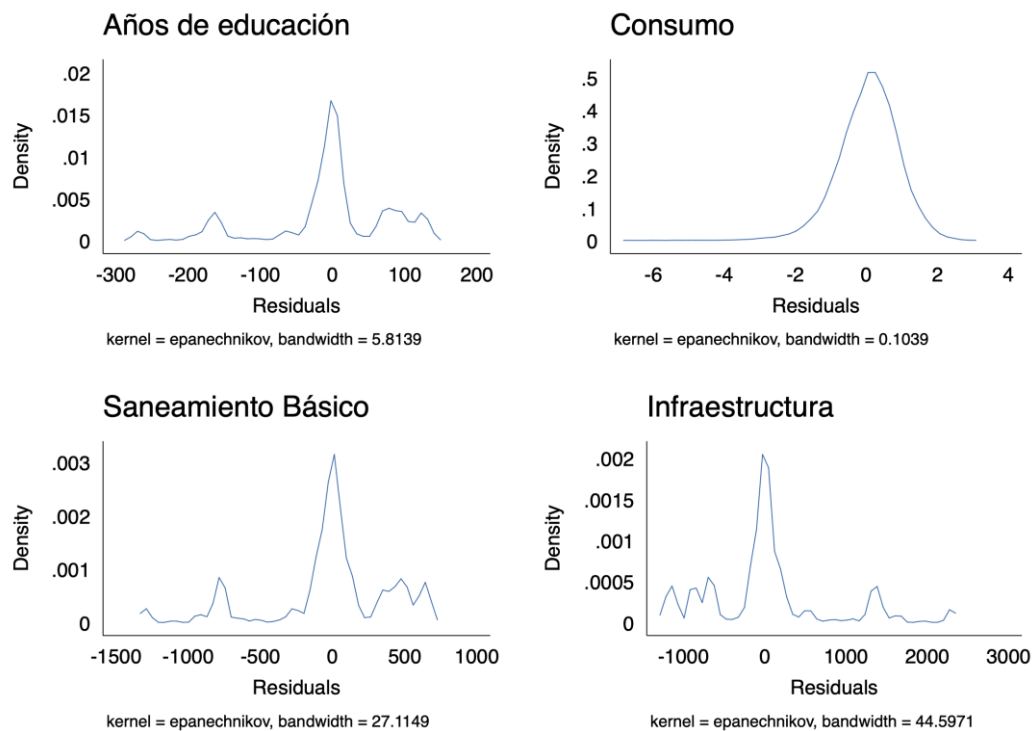 Años de educación
.02
.015
.01
.005
0
Density
-300 -200 -100 0 100 200
Residuals
kernel = epanechnikov, bandwidth = 5.8139
Consumo
.5
.4
.3
.2
.1
0
Density
-6 -4 -2 0 2 4
Residuals
kernel = epanechnikov, bandwidth = 0.1039
Saneamiento Básico
.003
.002
.001
0
Density
-1500 -1000 -500 0 500 1000
Residuals
kernel = epanechnikov, bandwidth = 27.1149
Infraestructura
.002
.0015
.001
.0005
0
Density
-1000 0 1000 2000 3000
Residuals
kernel = epanechnikov, bandwidth = 44.5971